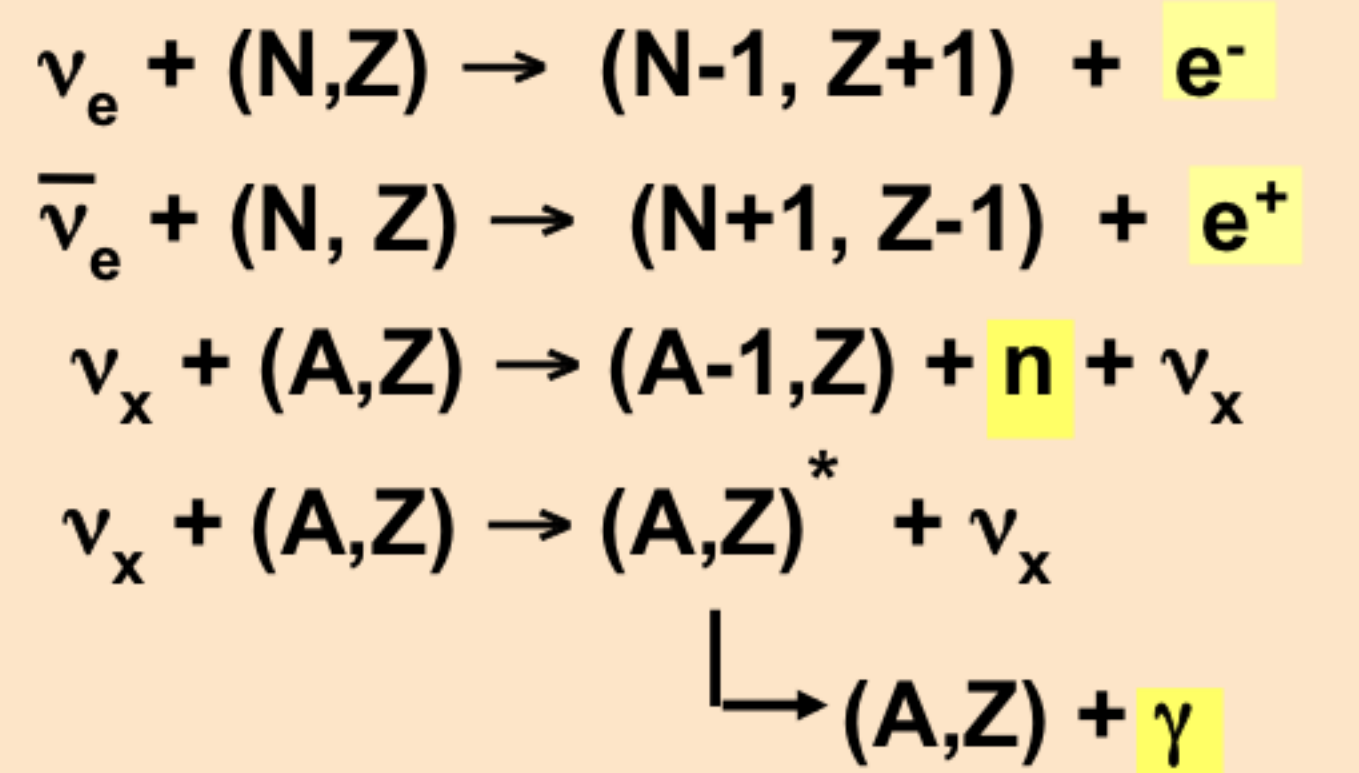 νₑ + (N,Z) → (N-1, Z+1) + e⁻
ν̅ₑ + (N, Z) → (N+1, Z-1) + e⁺
νₓ + (A,Z) → (A-1,Z) + n + νₓ
νₓ + (A,Z) → (A,Z)* + νₓ
(A,Z) + γ